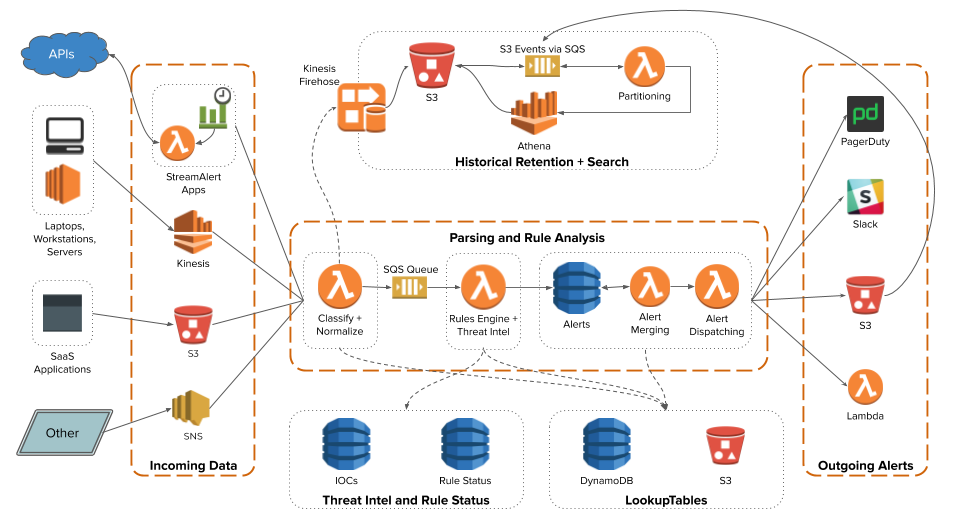 APIs
Laptops,
Workstations,
Servers
SaaS
Applications
Other
StreamAlert
Apps
Kinesis
S3
SNS
Incoming Data
Kinesis
Firehose
S3
S3 Events via SQS
Partitioning
Athena
Historical Retention + Search
Parsing and Rule Analysis
Classify +
Normalize
SQS Queue
Rules Engine +
Threat Intel
Alerts
Alert
Merging
Alert
Dispatching
IOCs
Rule Status
Threat Intel and Rule Status
DynamoDB
S3
LookupTables
pd
PagerDuty
Slack
S3
Lambda
Outgoing Alerts